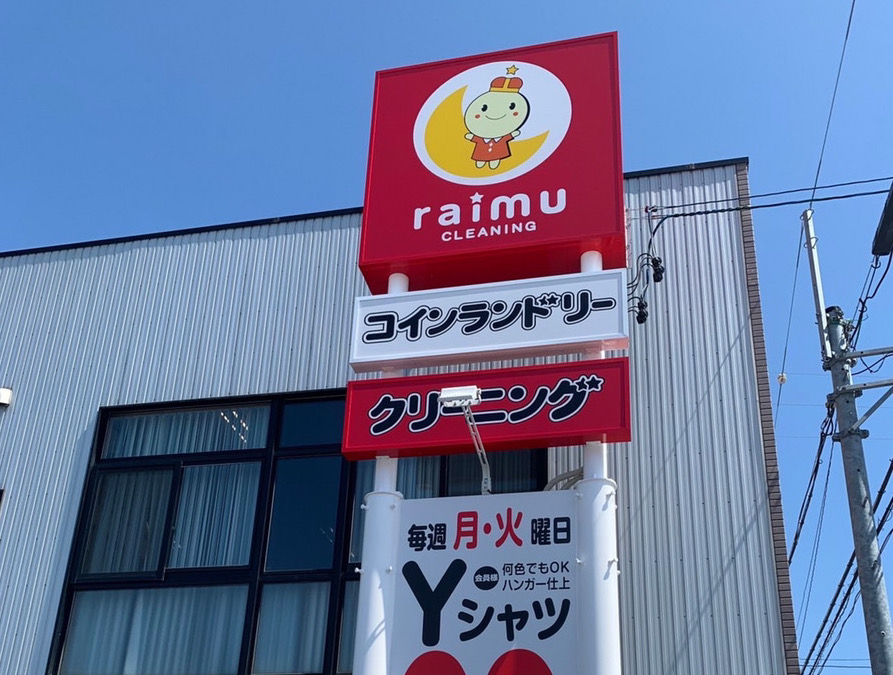 raimu
CLEANING
コインランドリー
クリーニング
毎週 月・火 曜日
Y シャツ
会員様
何色でもOK
ハンガー仕上